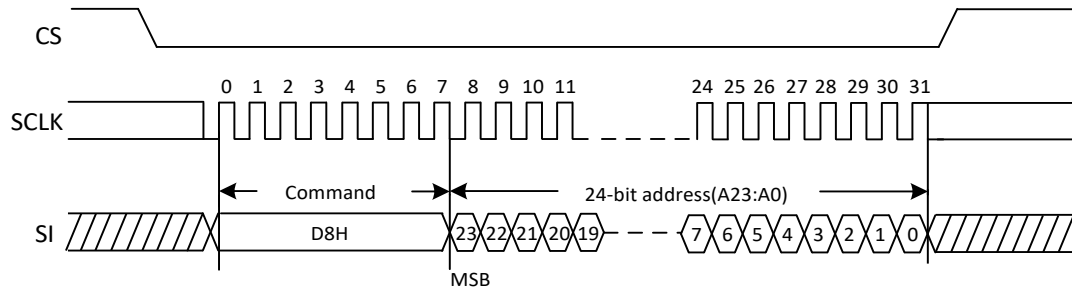 CS
0 1 2 3 4 5 6 7 8 9 10 11 24 25 26 27 28 29 30 31
SCLK
Command 24-bit address(A23:A0)
SI D8H 23 22 21 20 19 7 6 5 4 3 2 1 0
MSB